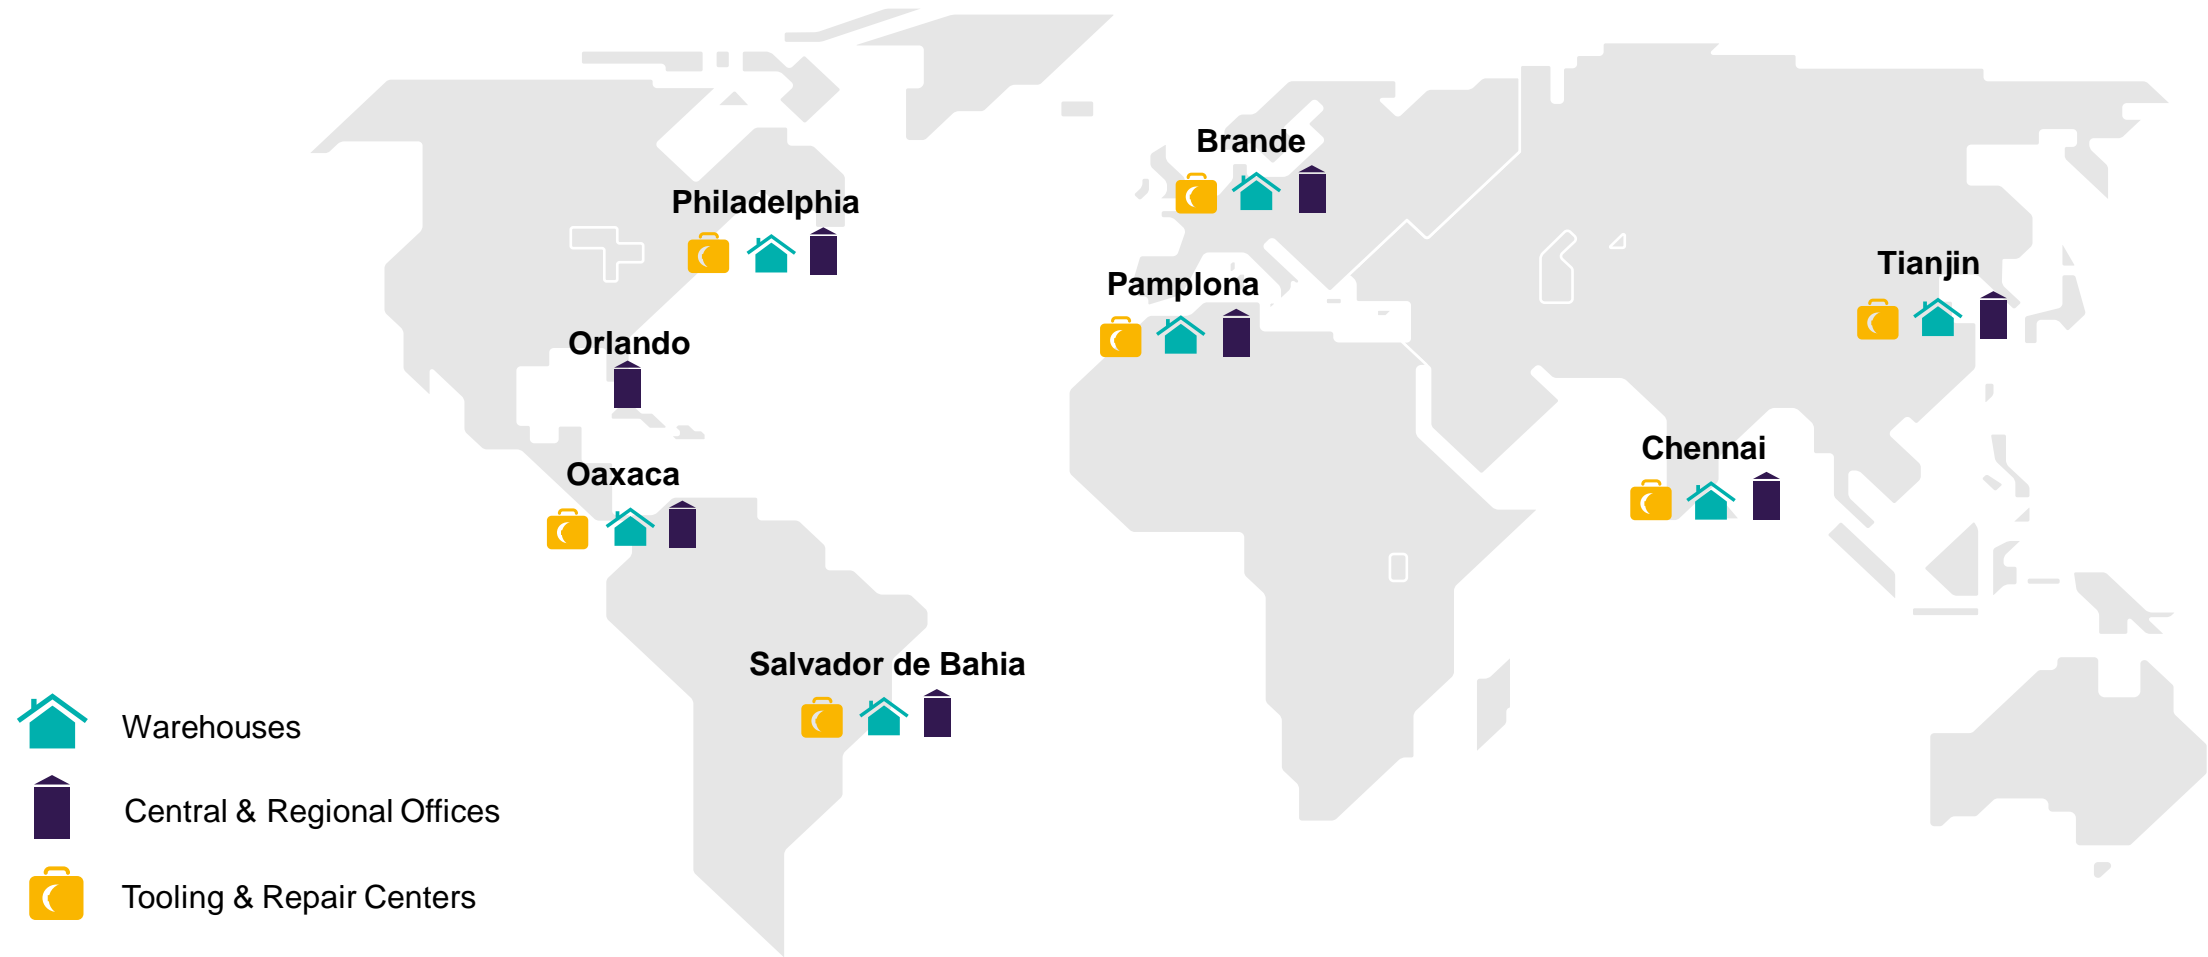 Brande
Philadelphia
Tianjin
Pamplona
Orlando
Chennai
Oaxaca
Salvador de Bahia
Warehouses
Central & Regional Offices
Tooling & Repair Centers